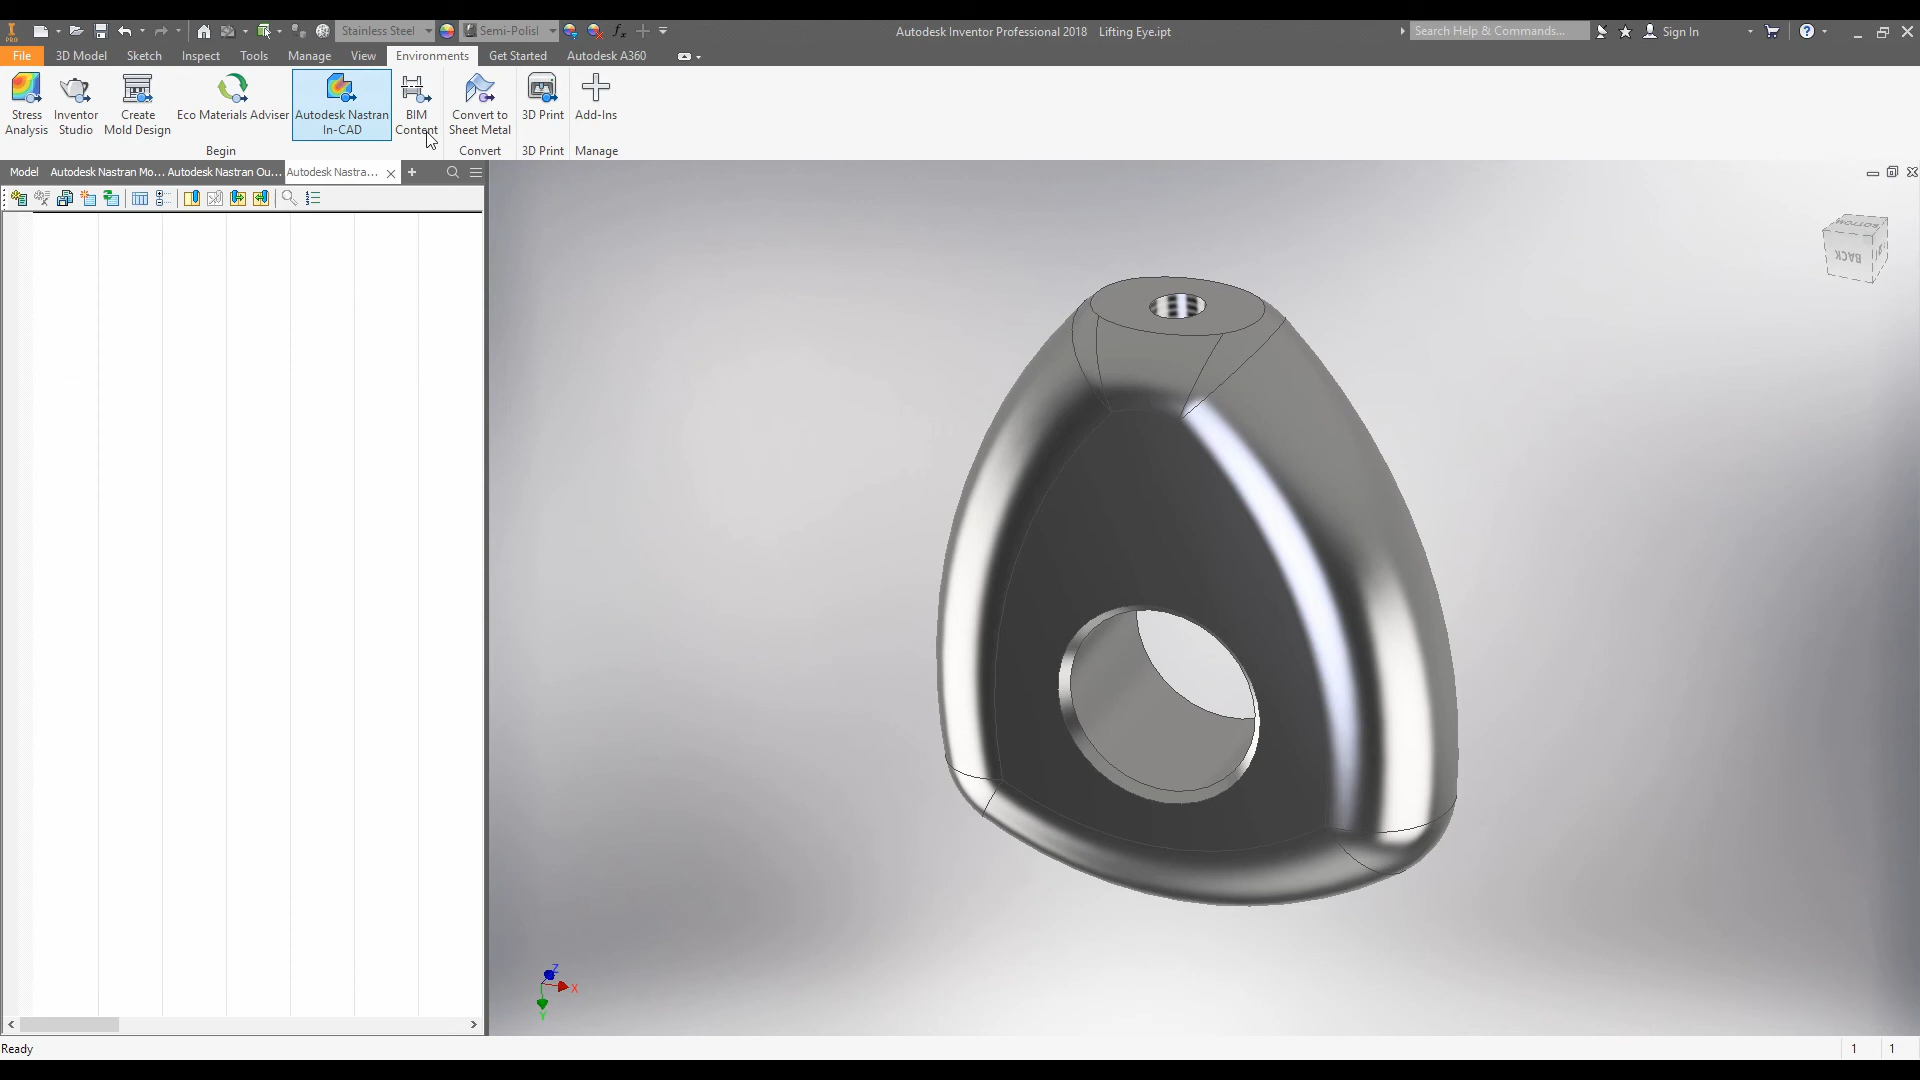 PRO
Stainless Steel
Semi-Polisl
fx
Autodesk Inventor Professional 2018 Lifting Eye.ipt
Search Help & Commands...
Sign In
File 3D Model Sketch Inspect Tools Manage View Environments Get Started Autodesk A360
Stress Analysis
Inventor Studio
Create Mold Design
Eco Materials Adviser
Autodesk Nastran In-CAD
BIM Content
Convert to Sheet Metal
3D Print
Add-Ins
Begin Convert 3D Print Manage
Model Autodesk Nastran Mo... Autodesk Nastran Ou... Autodesk Nastra...
BOTTOM
BACK
Z
X
Y
Ready
1 1